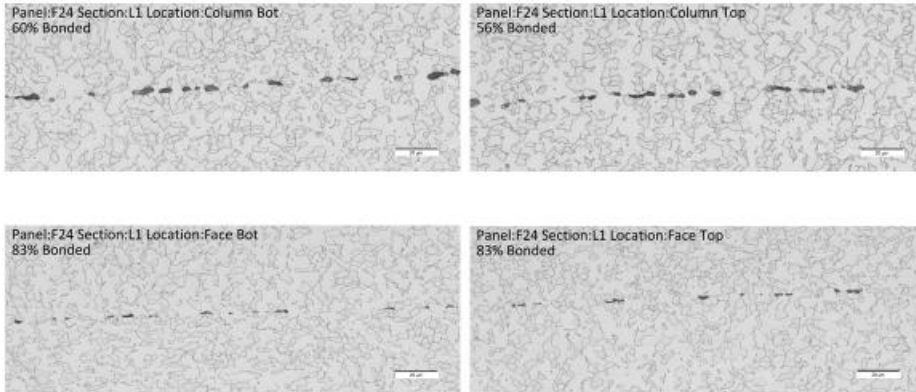 Panel:F24 Section:L1 Location:Column Bot
60% Bonded
Panel:F24 Section:L1 Location:Column Top
56% Bonded
Panel:F24 Section:L1 Location:Face Bot
83% Bonded
Panel:F24 Section:L1 Location:Face Top
83% Bonded